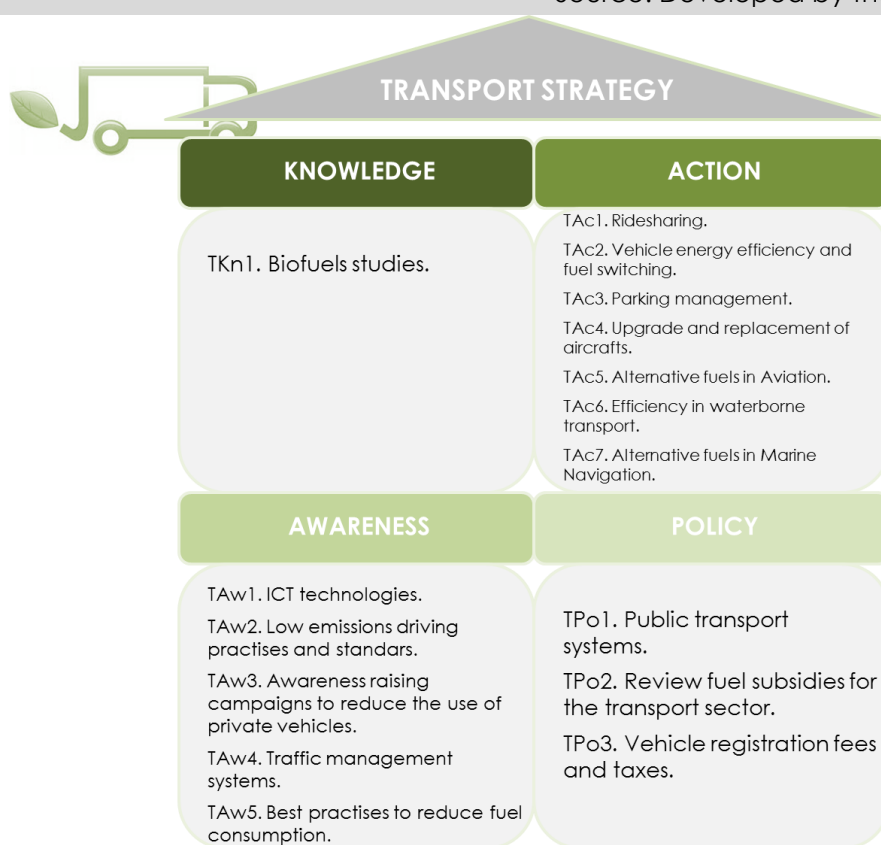 TRANSPORT STRATEGY
KNOWLEDGE
TKn1. Biofuels studies.
ACTION
TAc1. Ridesharing.
TAc2. Vehicle energy efficiency and
fuel switching.
TAc3. Parking management.
TAc4. Upgrade and replacement of
aircrafts.
TAc5. Alternative fuels in Aviation.
TAc6. Efficiency in waterborne
transport.
TAc7. Alternative fuels in Marine
Navigation.
AWARENESS
TAw1. ICT technologies.
TAw2. Low emissions driving
practises and standars.
TAw3. Awareness raising
campaigns to reduce the use of
private vehicles.
TAw4. Traffic management
systems.
TAw5. Best practises to reduce fuel
consumption.
POLICY
TPo1. Public transport
systems.
TPo2. Review fuel subsidies for
the transport sector.
TPo3. Vehicle registration fees
and taxes.